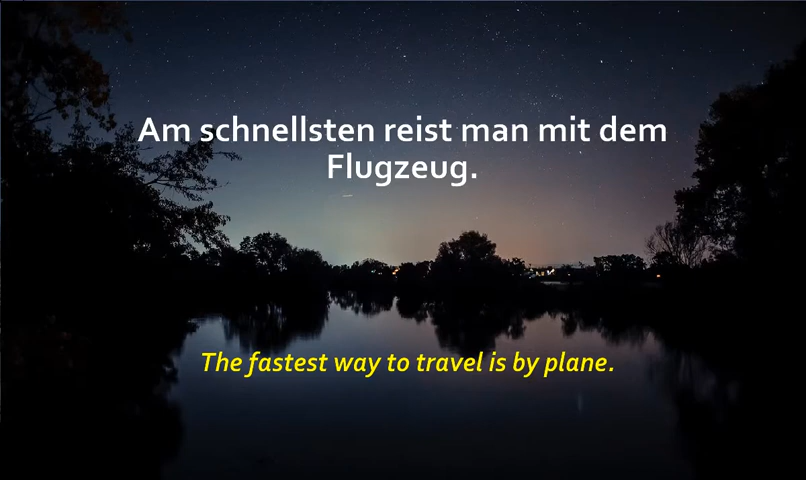 Am schnellsten reist man mit dem
Flugzeug.
The fastest way to travel is by plane.